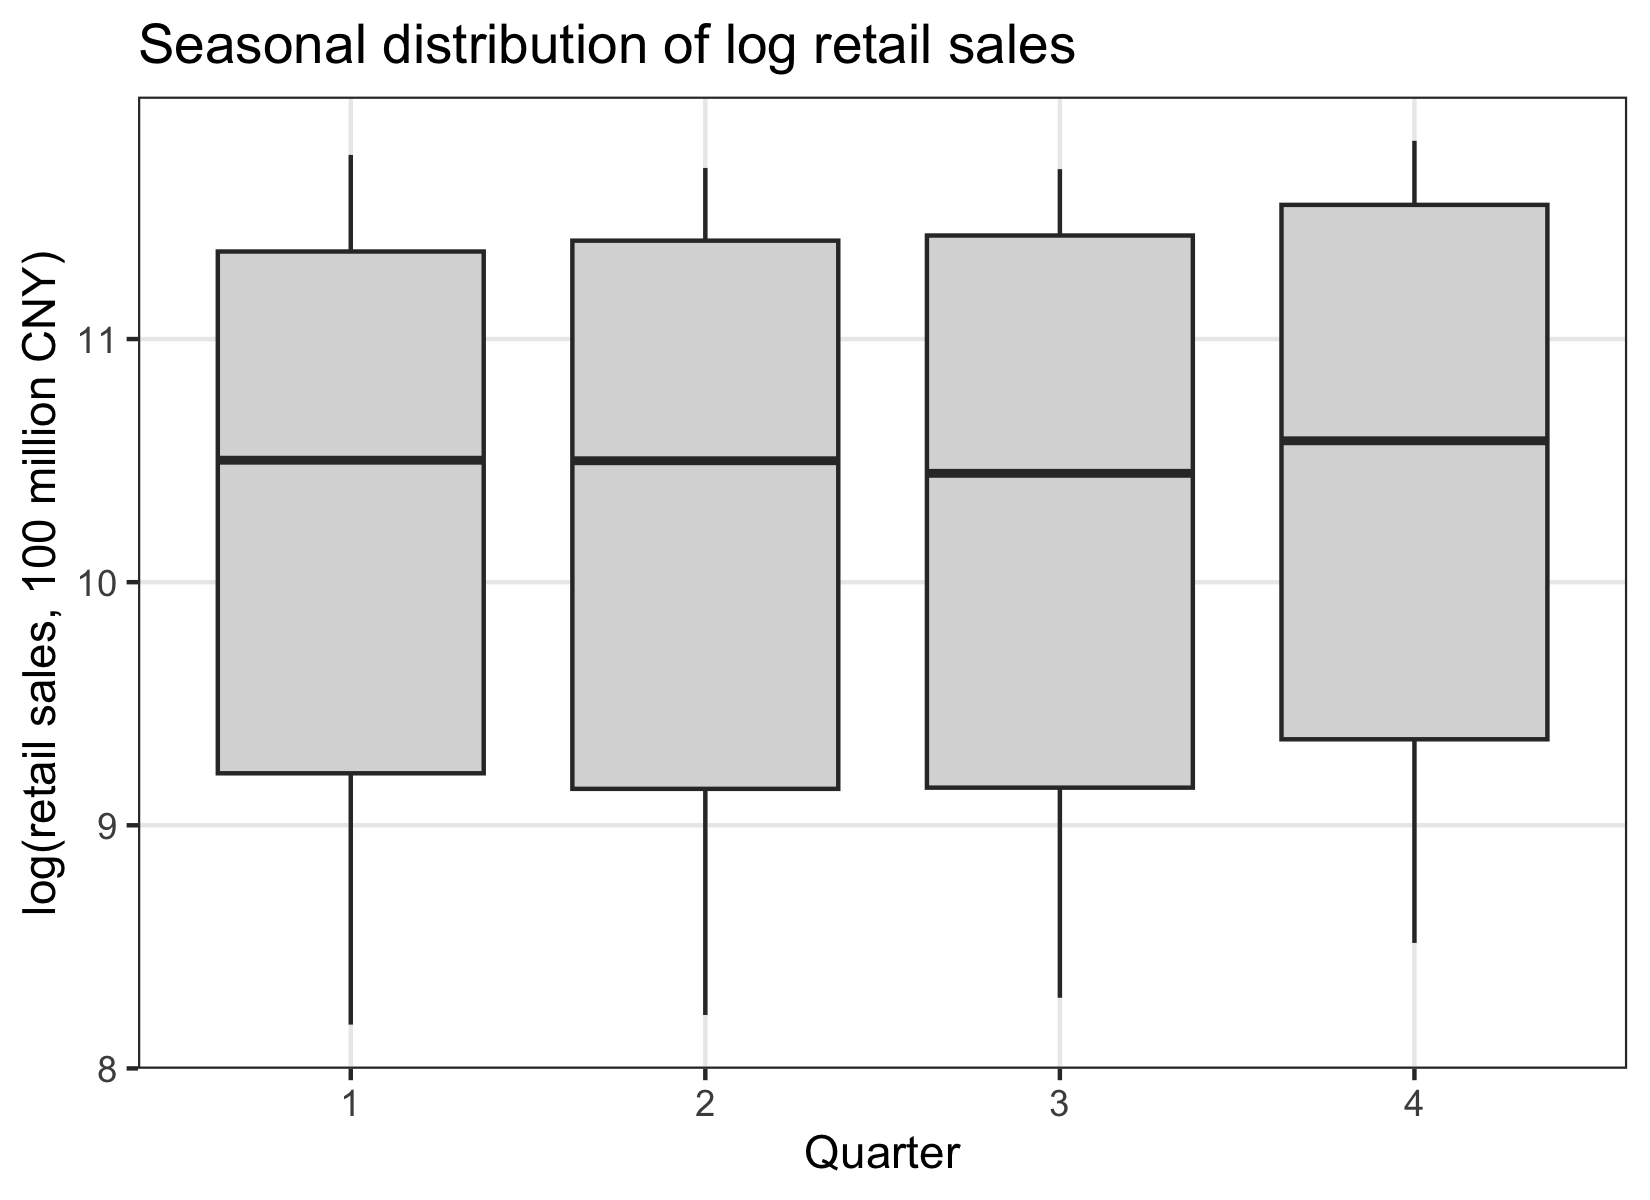 Seasonal distribution of log retail sales
log(retail sales, 100 million CNY)
11
10
9
8
1 2 3 4
Quarter